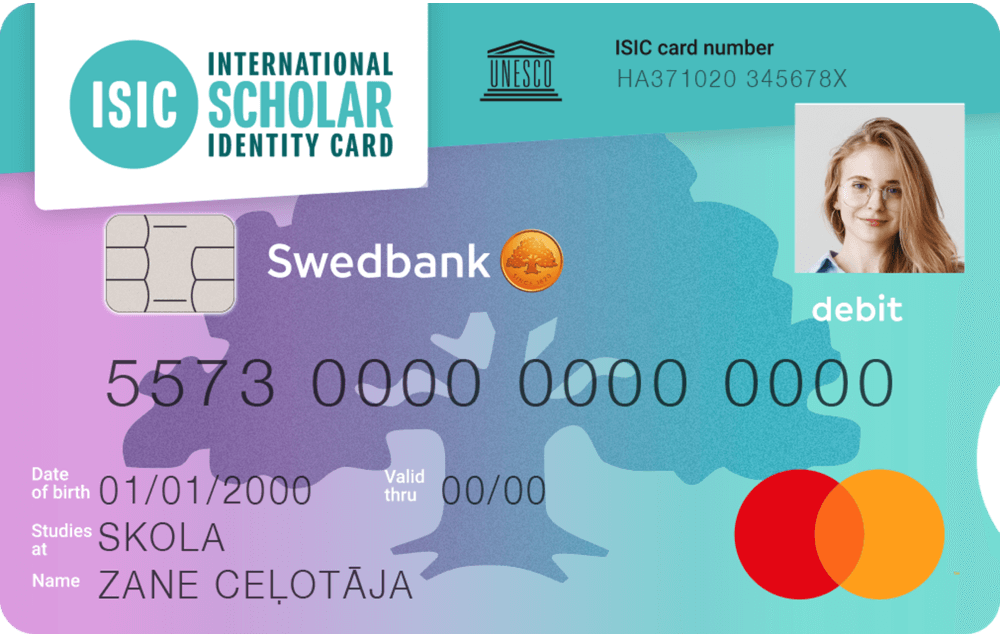 ISIC
INTERNATIONAL
SCHOLAR
IDENTITY CARD
UNESCO
ISIC card number
HA371020 345678X
Swedbank
debit
5573 0000 0000 0000
Date
of birth 01/01/2000
Valid
thru 00/00
Studies
at SKOLA
Name ZANE CEĻOTĀJA